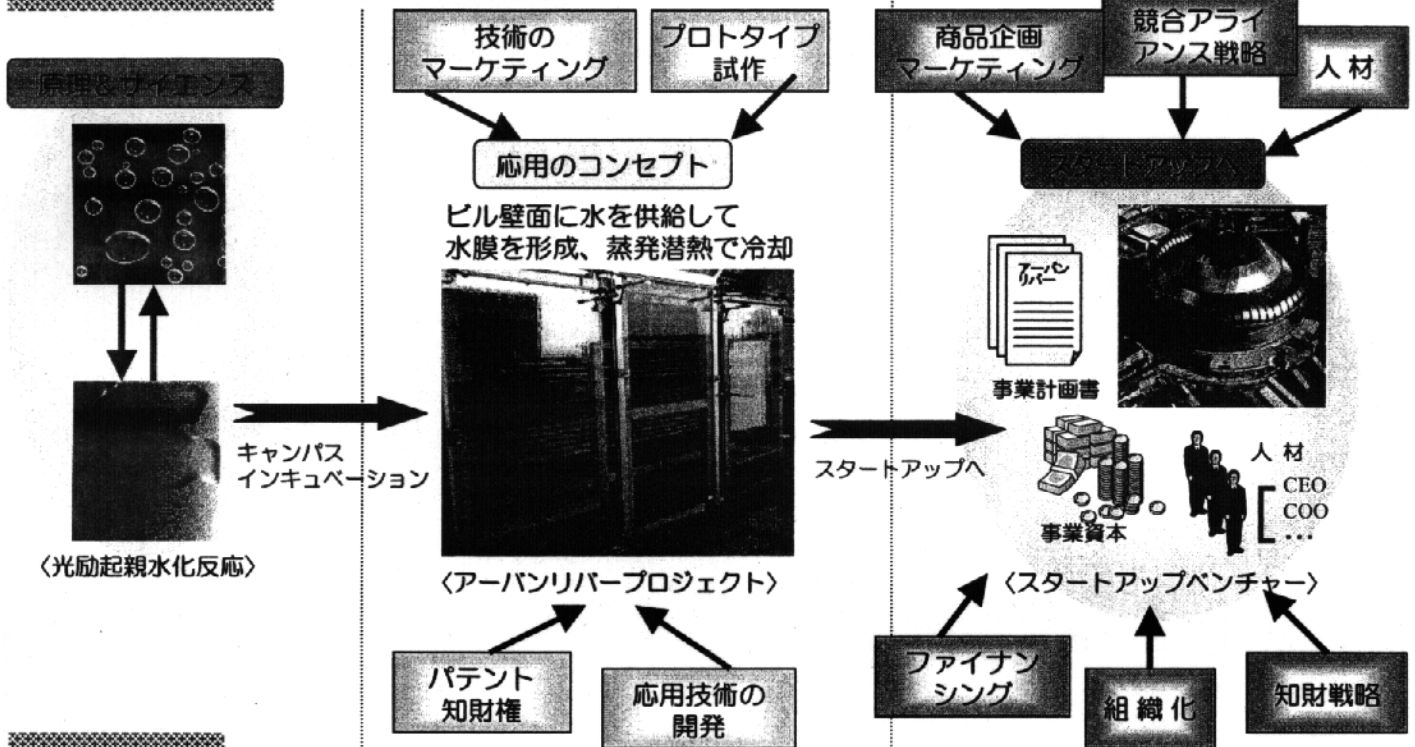 原理&サイエンス
〈光励起親水化反応〉
キャンパス
インキュベーション
技術の
マーケティング
プロトタイプ
試作
応用のコンセプト
ビル壁面に水を供給して
水膜を形成、蒸発潜熱で冷却
〈アーバンリバープロジェクト〉
パテント
知財権
応用技術の
開発
スタートアップへ
商品企画
マーケティング
競合アライ
アンス戦略
人材
スタートアップへ
アーバン
リバー
事業計画書
事業資本
人材
CEO
COO
…
〈スタートアップベンチャー〉
ファイナン
シング
組織化
知財戦略